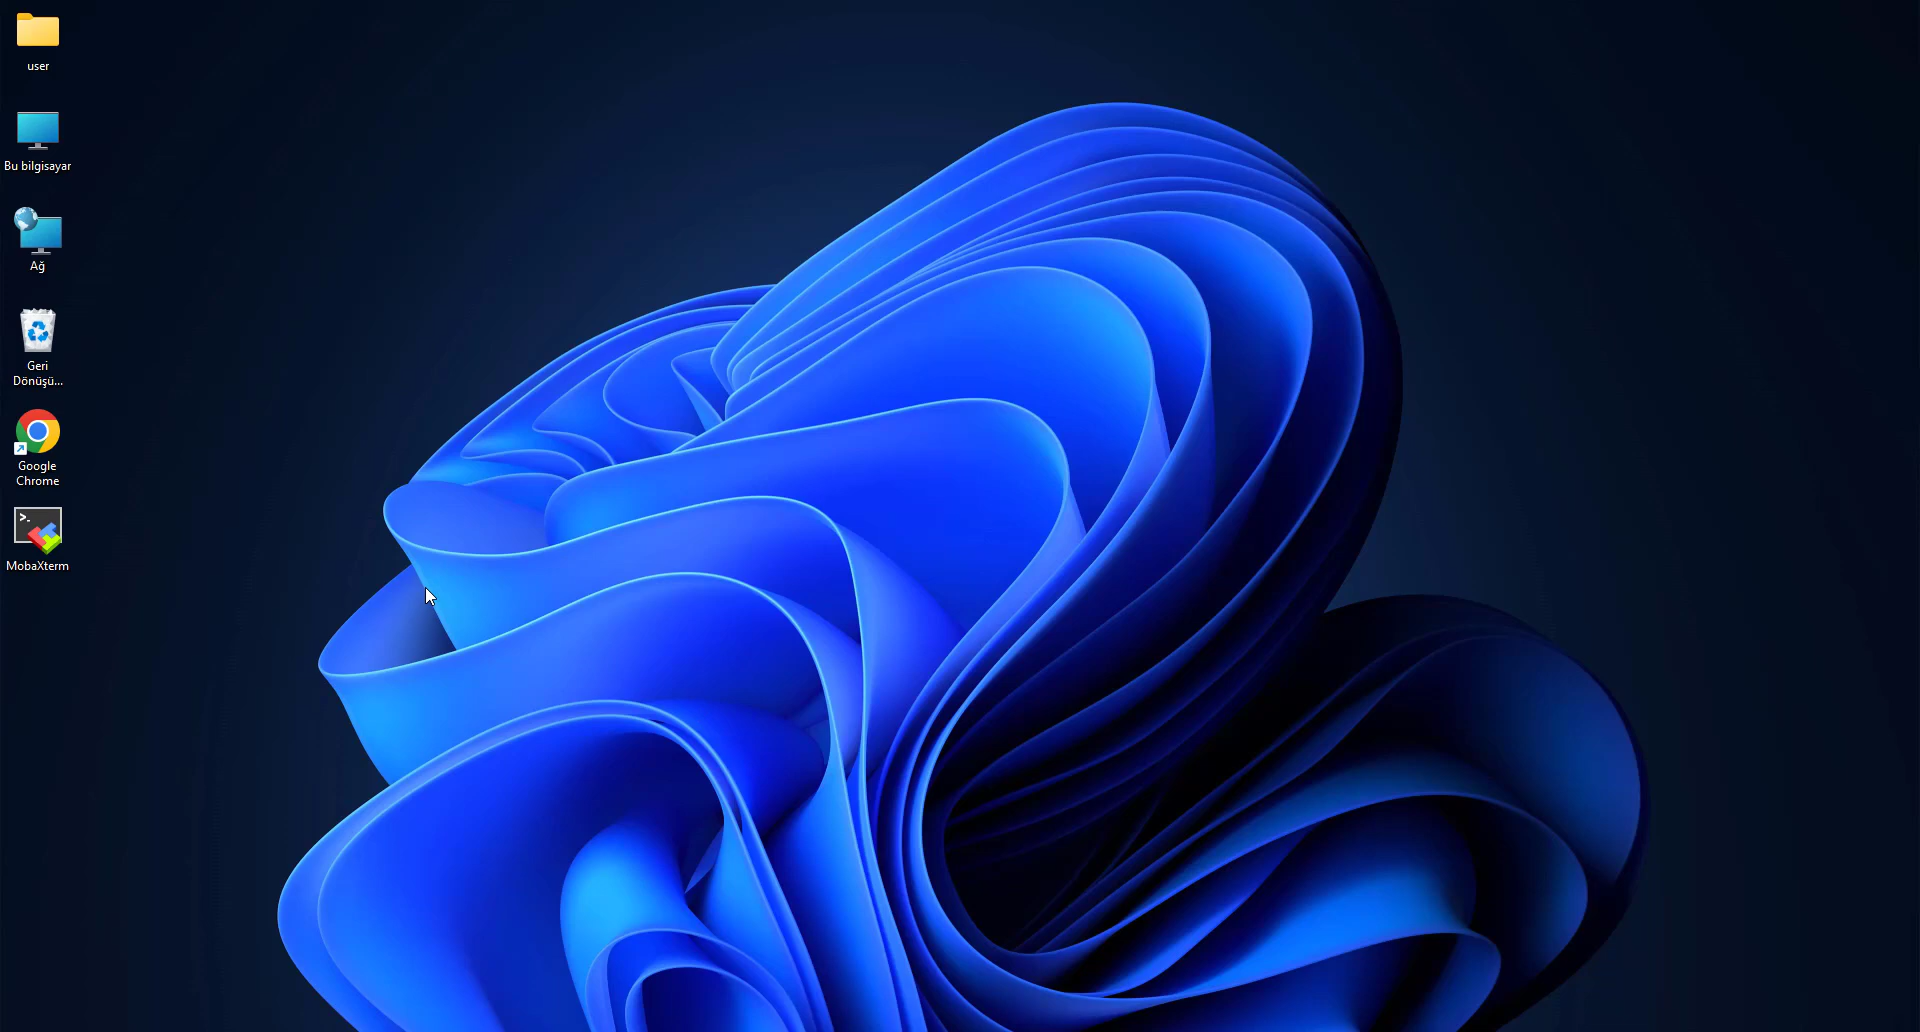 user
Bu bilgisayar
Ağ
Geri
Dönüşü...
Google
Chrome
>_
MobaXterm